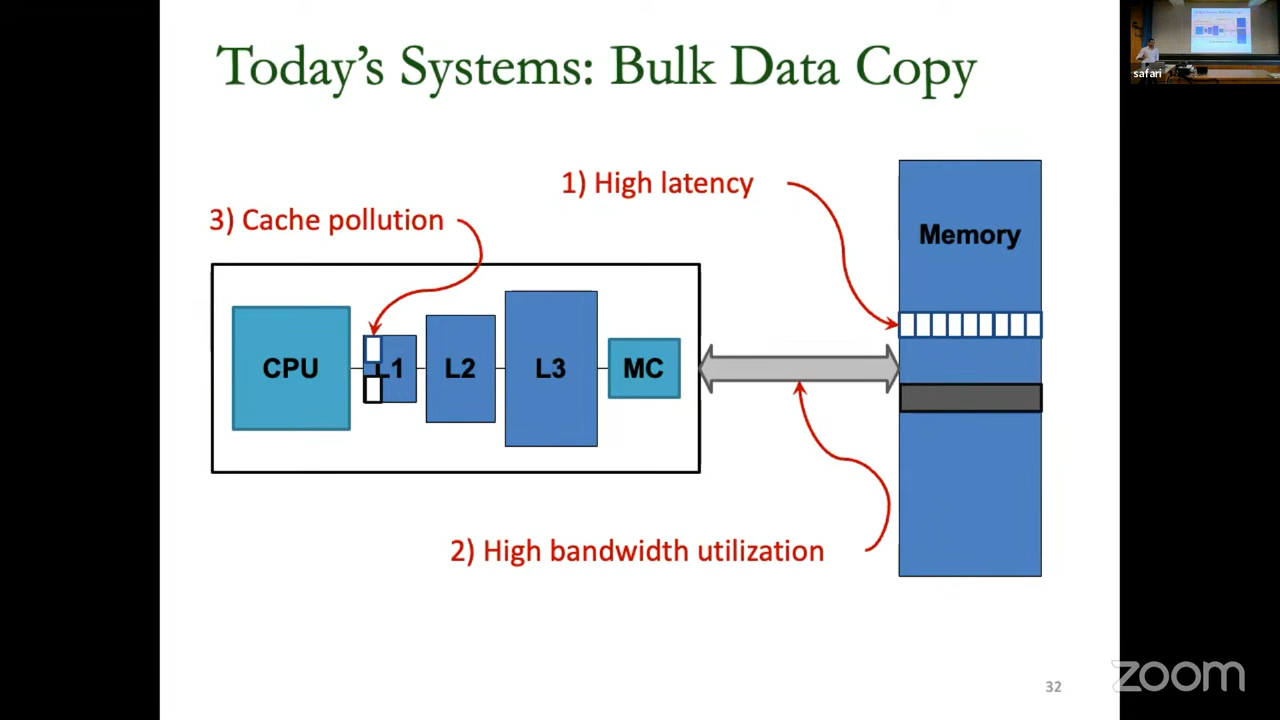 Today's Systems: Bulk Data Copy
safari
1) High latency
3) Cache pollution
Memory
CPU
L1
L2
L3
MC
2) High bandwidth utilization
32
zoom